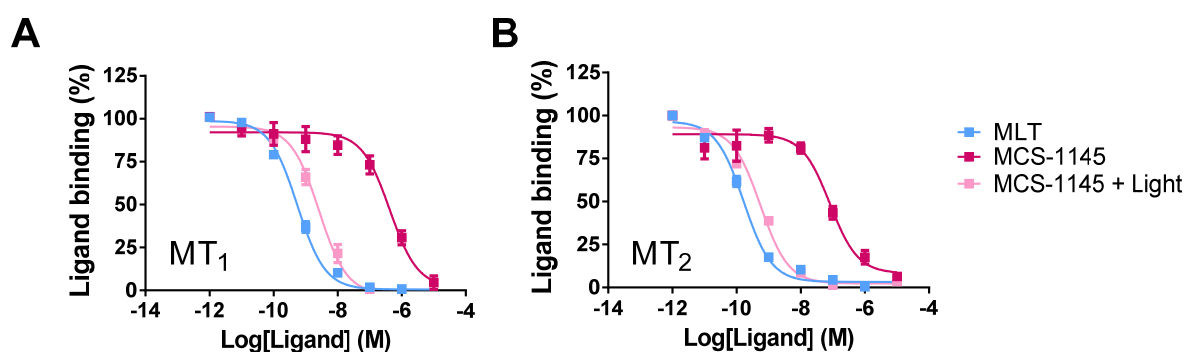 A
B
Ligand binding (%)
125
100
75
50
25
0
MT1
-14
-12
-10
-8
-6
-4
Log[Ligand] (M)
Ligand binding (%)
125
100
75
50
25
0
MT2
-14
-12
-10
-8
-6
-4
Log[Ligand] (M)
MLT
MCS-1145
MCS-1145 + Light